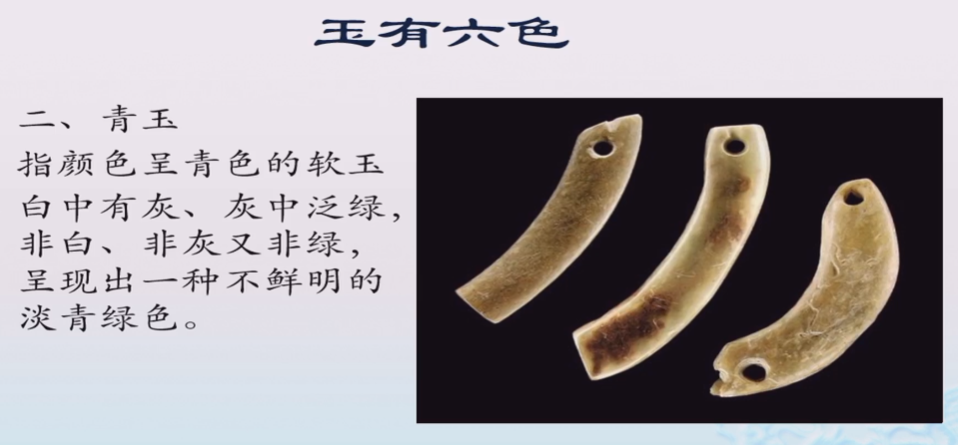 玉有六色
二、青玉
指颜色呈青色的软玉
白中有灰、灰中泛绿，
非白、非灰又非绿，
呈现出一种不鲜明的
淡青绿色。